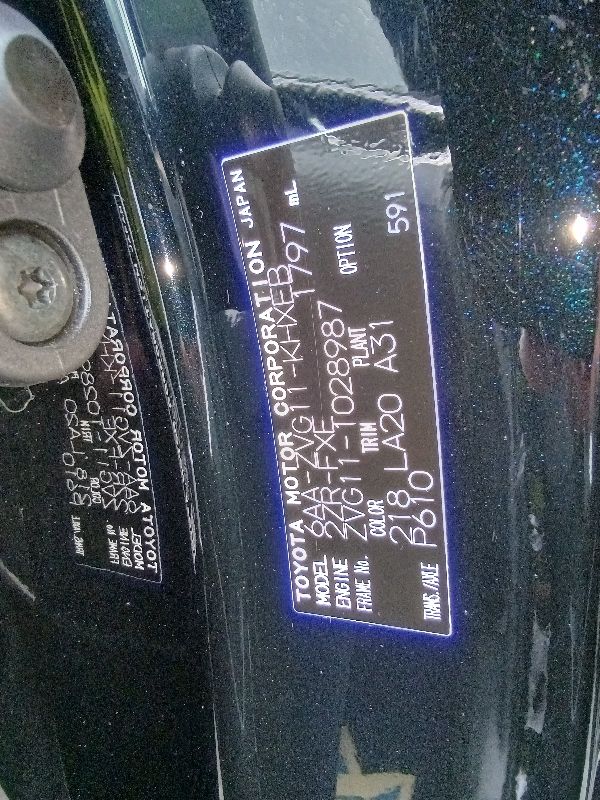 TOYOTA MOTOR CORPORATION JAPAN
MODEL 6AA-ZVG11-KHXEB
ENGINE 2ZR-FXE 1797 mL
FRAME No. ZVG11-1028987
COLOR TRIM PLANT OPTION
218 LA20 A31
TRANS./AXLE P610 591